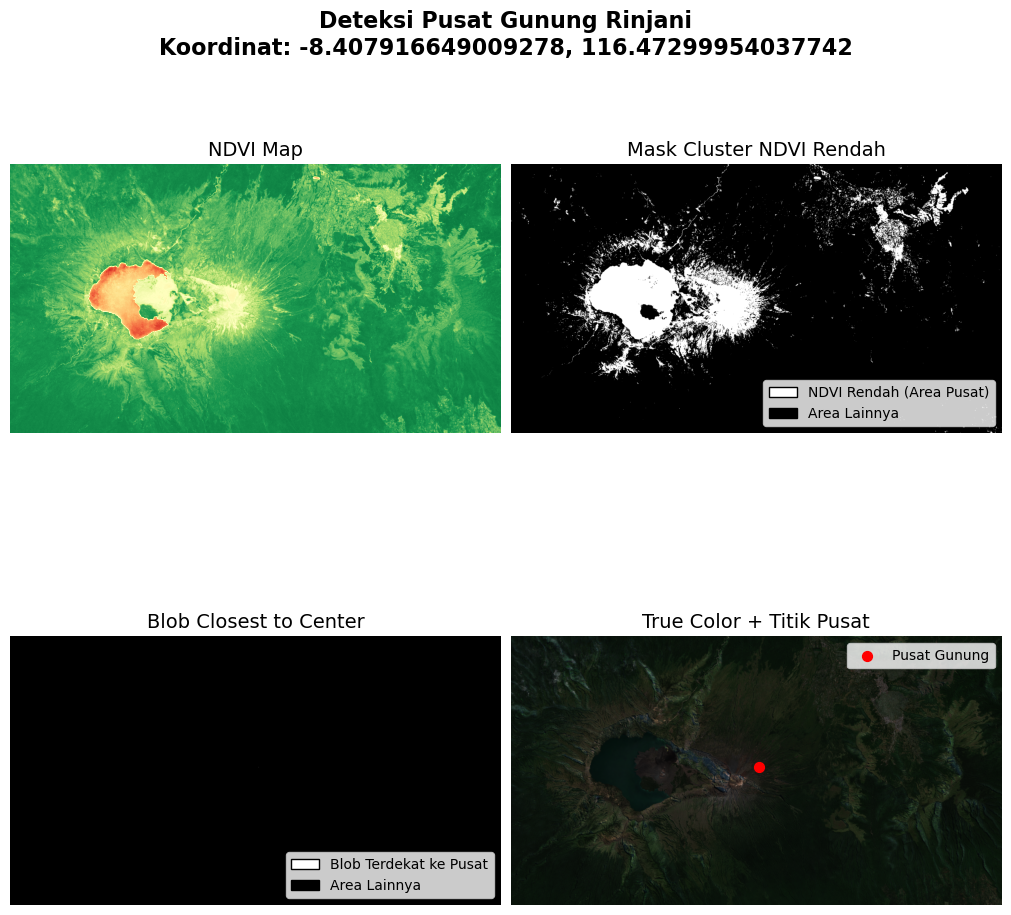 Deteksi Pusat Gunung Rinjani
Koordinat: -8.407916649009278, 116.47299954037742
NDVI Map
Mask Cluster NDVI Rendah
NDVI Rendah (Area Pusat)
Area Lainnya
Blob Closest to Center
True Color + Titik Pusat
Blob Terdekat ke Pusat
Area Lainnya
Pusat Gunung